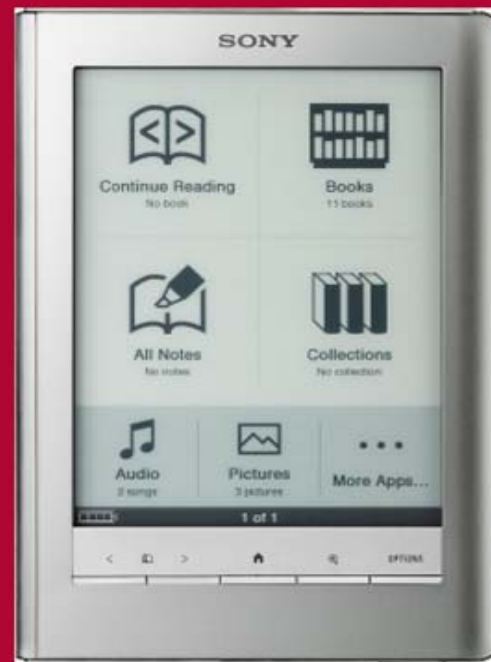 SONY
Continue Reading
No book
Books
11 books
All Notes
No notes
Collections
No collection
Audio
2 songs
Pictures
3 pictures
More Apps...
1 of 1
OPTIONS